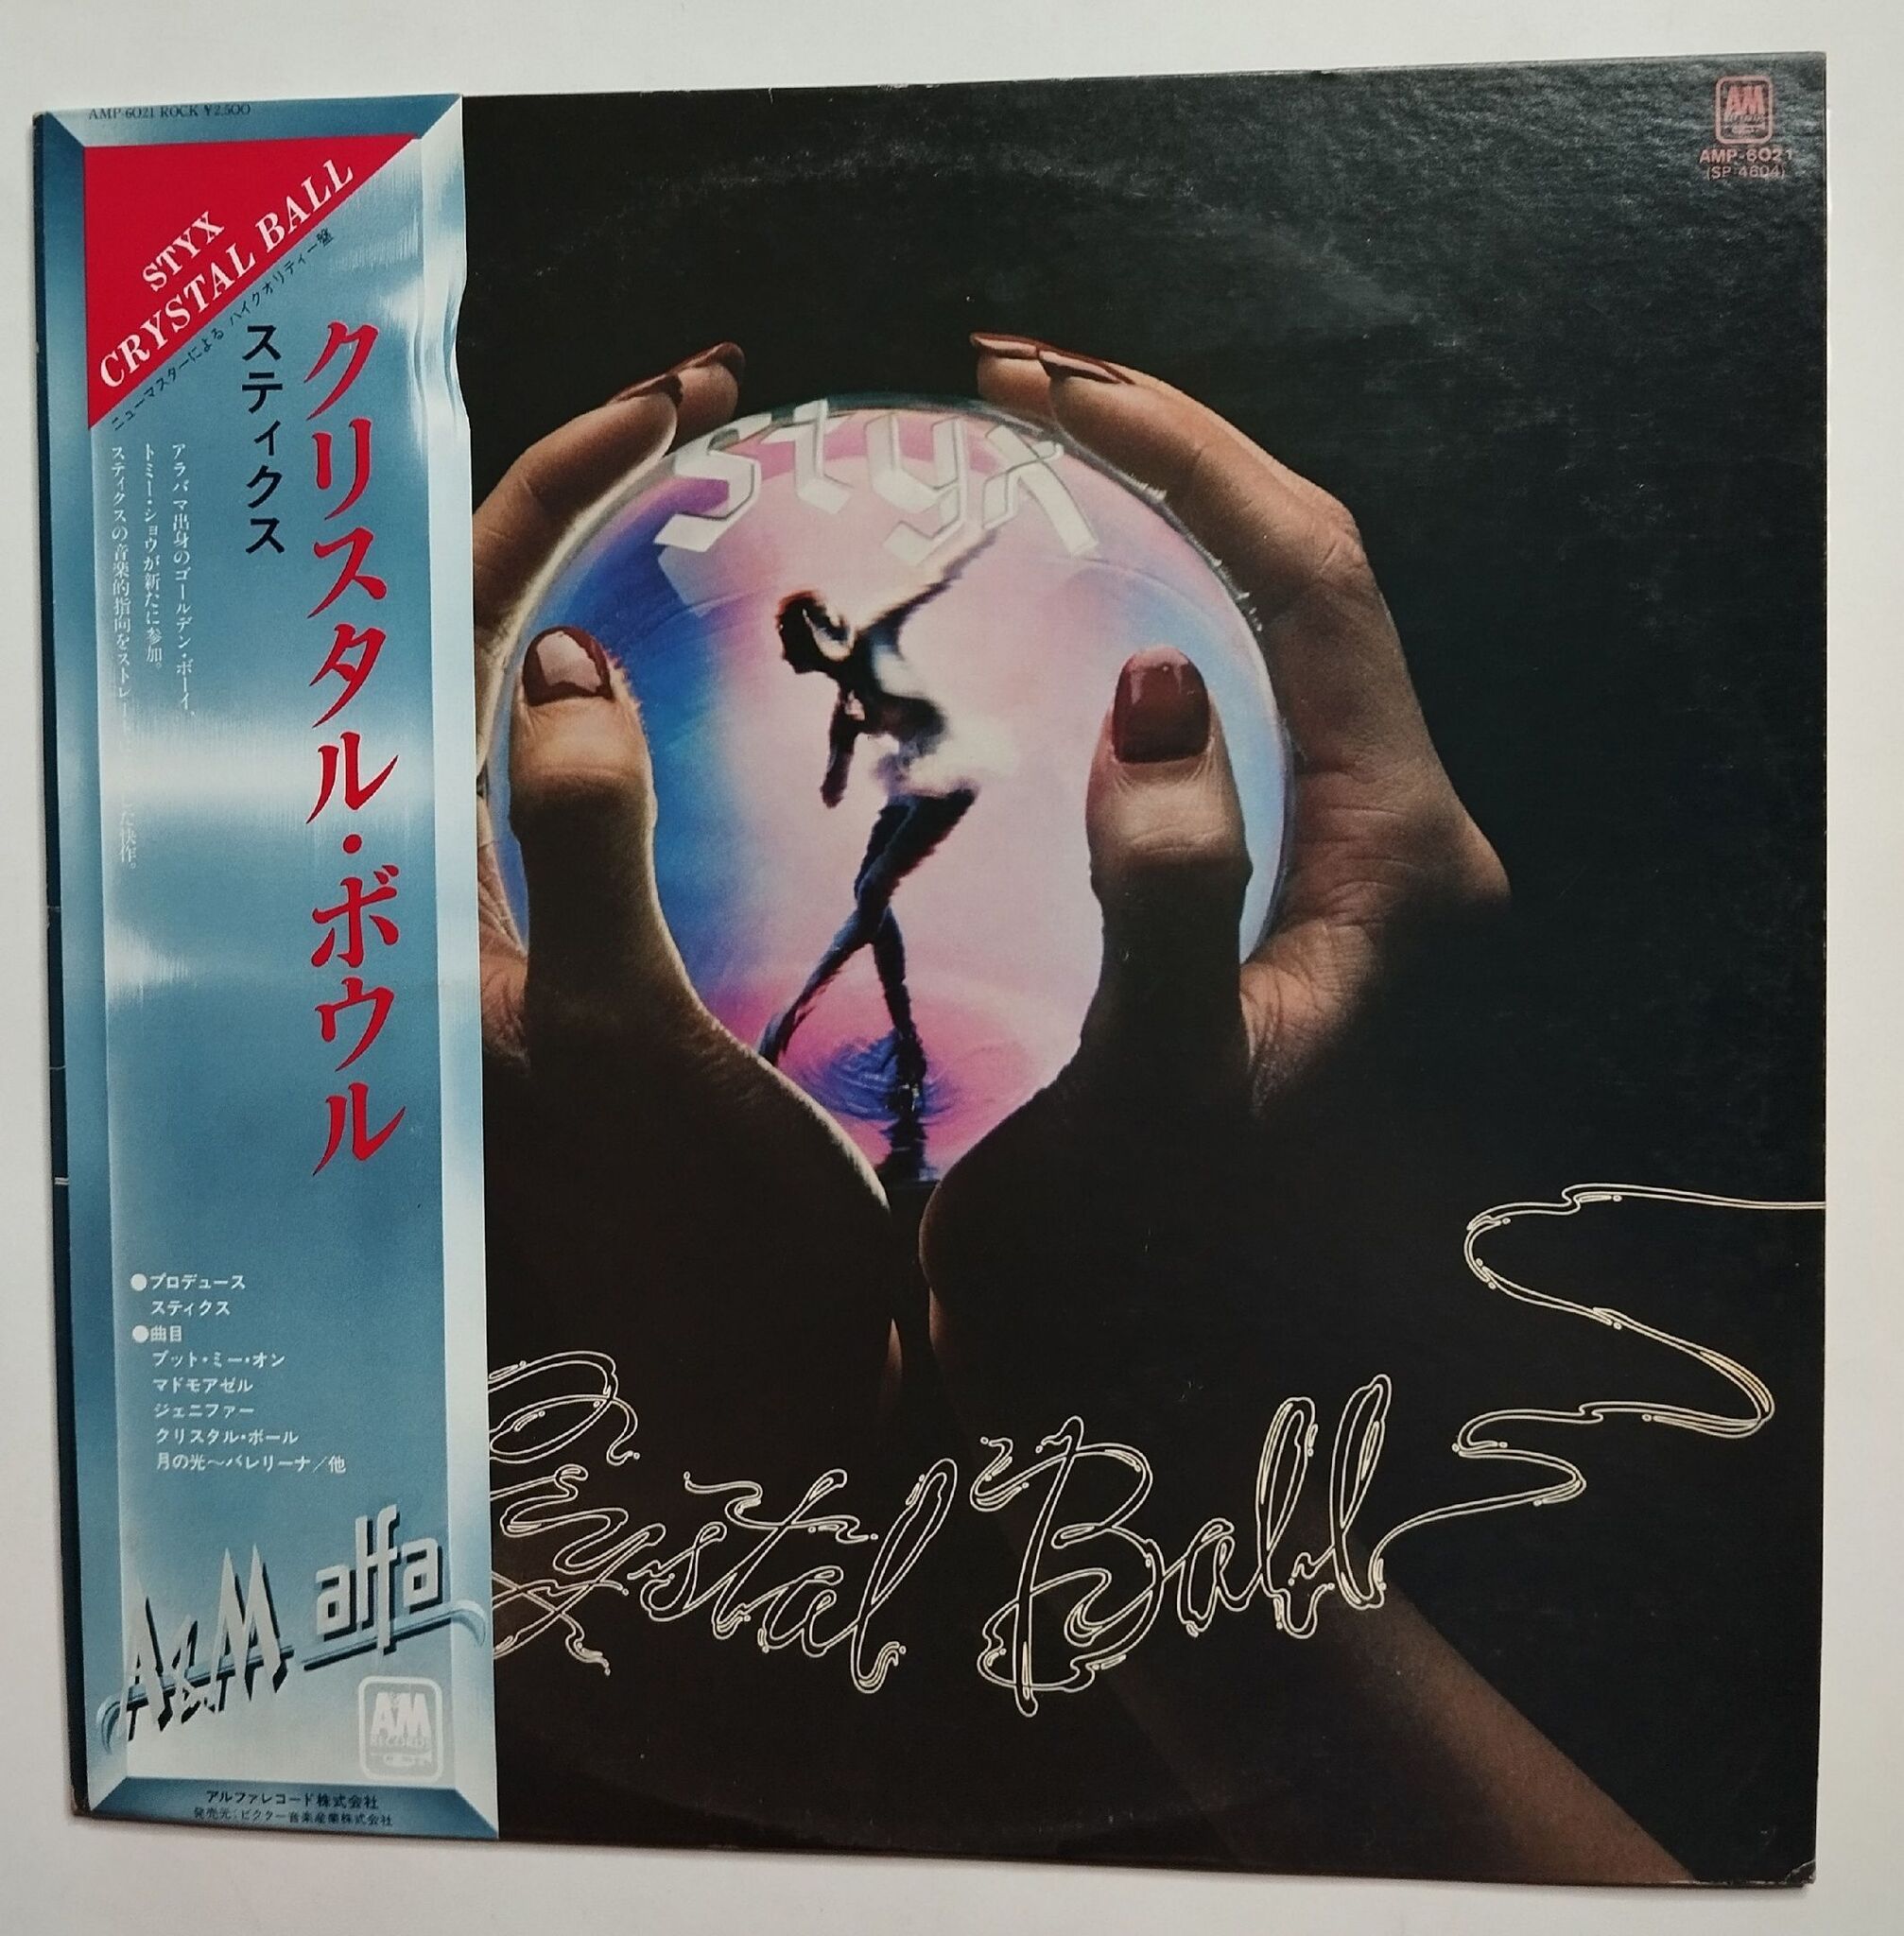 AMP-6021 ROCK ¥2,500
STYX
CRYSTAL BALL
ニューマスターによる ハイクオリティー盤
クリスタル・ボウル
スティクス
アラバマ出身のゴールデン・ボーイ、
トミー・ショウが新たに参加。
スティクスの音楽的指向をストレー した快作。
●プロデュース
スティクス
●曲目
プット・ミー・オン
マドモアゼル
ジェニファー
クリスタル・ボール
月の光〜バレリーナ/他
A&M alfa
A&M
RECORDS
アルファレコード株式会社
発売元:ビクター音楽産業株式会社
A&M
RECORDS
AMP-6021
(SP-4604)
Styx
Crystal Ball